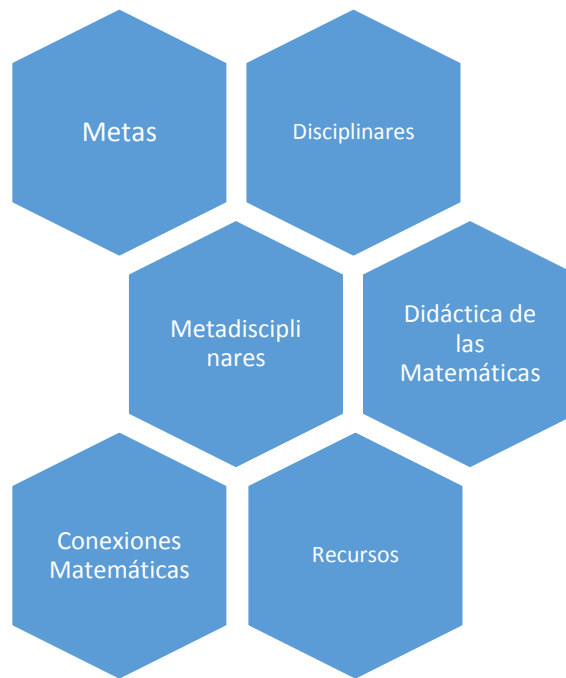 Metas
Disciplinares
Metadiscipli
nares
Didáctica de
las
Matemáticas
Conexiones
Matemáticas
Recursos